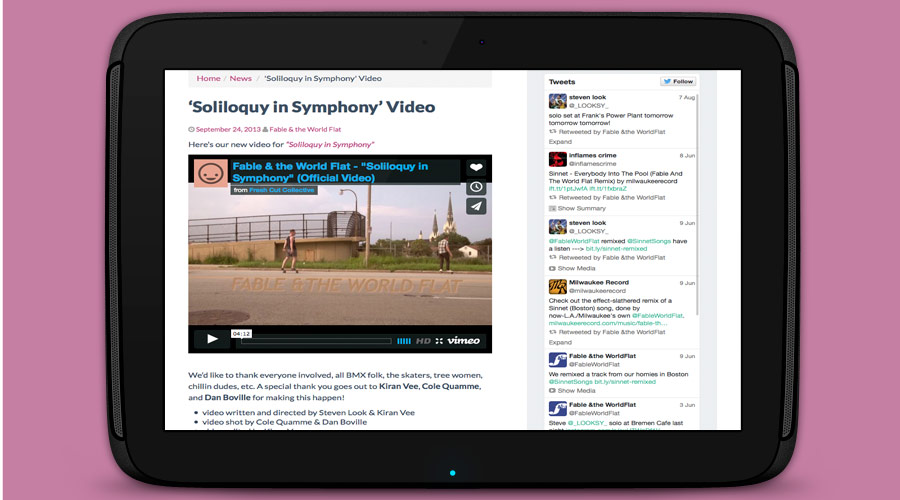 Home / News / ‘Soliloquy in Symphony’ Video
‘Soliloquy in Symphony’ Video
September 24, 2013 Fable & the World Flat
Here's our new video for "Soliloquy in Symphony"
Fable & the World Flat - "Soliloquy in
Symphony" (Official Video)
from Fresh Cut Collective
FABLE & THE WORLD FLAT
04:12
HD vimeo
We'd like to thank everyone involved, all BMX folk, the skaters, tree women,
chillin dudes, etc. A special thank you goes out to Kiran Vee, Cole Quamme,
and Dan Boville for making this happen!
• video written and directed by Steven Look & Kiran Vee
• video shot by Cole Quamme & Dan Boville
Tweets
Follow
steven look 7 Aug
@_LOOKSY_
solo set at Frank's Power Plant tomorrow
tomorrow tomorrow!
Retweeted by Fable &the WorldFlat
Expand
inflames crime 8 Jun
@inflamescrime
Sinnet - Everybody Into The Pool (Fable And
The World Flat Remix) by milwaukeeremixed
ift.tt/1ptJwfA ift.tt/1fxbraZ
Retweeted by Fable &the WorldFlat
Show Summary
steven look 9 Jun
@_LOOKSY_
@FableWorldFlat remixed @SinnetSongs have
a listen ---> bit.ly/sinnet-remixed
Retweeted by Fable &the WorldFlat
Show Media
Milwaukee Record 9 Jun
@milwaukeerecord
Check out the effect-slathered remix of a
Sinnet (Boston) song, done by
now-L.A./Milwaukee's own @FableWorldFlat,
milwaukeerecord.com/music/fable-th...
Retweeted by Fable &the WorldFlat
Expand
Fable &the WorldFlat 9 Jun
@FableWorldFlat
We remixed a track from our homies in Boston
@SinnetSongs bit.ly/sinnet-remixed
Show Media
Fable &the WorldFlat 3 Jun
@FableWorldFlat
Steve @_LOOKSY_ solo at Bremen Cafe last